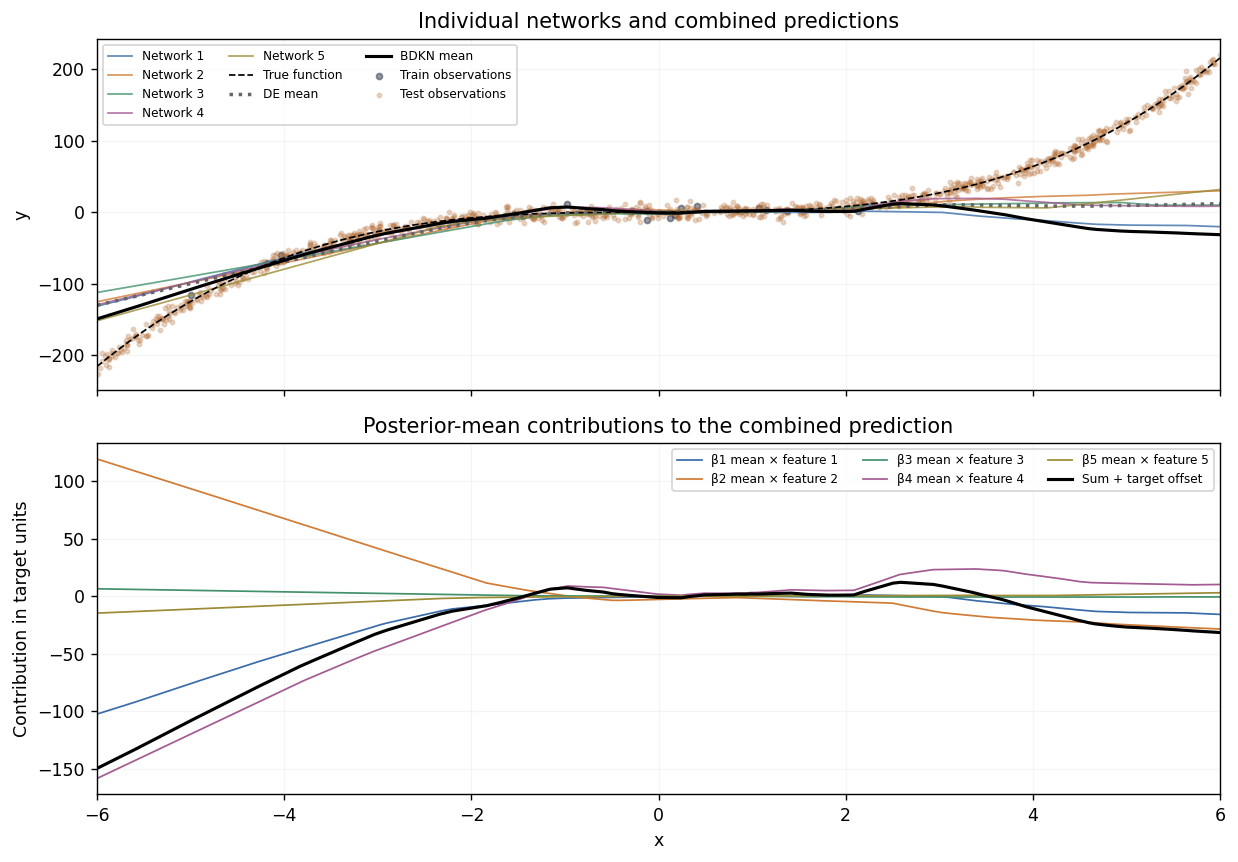 Individual networks and combined predictions
Network 1
Network 2
Network 3
Network 4
Network 5
True function
DE mean
BDKN mean
Train observations
Test observations
200
100
0
−100
−200
y
Posterior-mean contributions to the combined prediction
β1 mean × feature 1
β2 mean × feature 2
β3 mean × feature 3
β4 mean × feature 4
β5 mean × feature 5
Sum + target offset
100
50
0
−50
−100
−150
Contribution in target units
−6
−4
−2
0
2
4
6
x